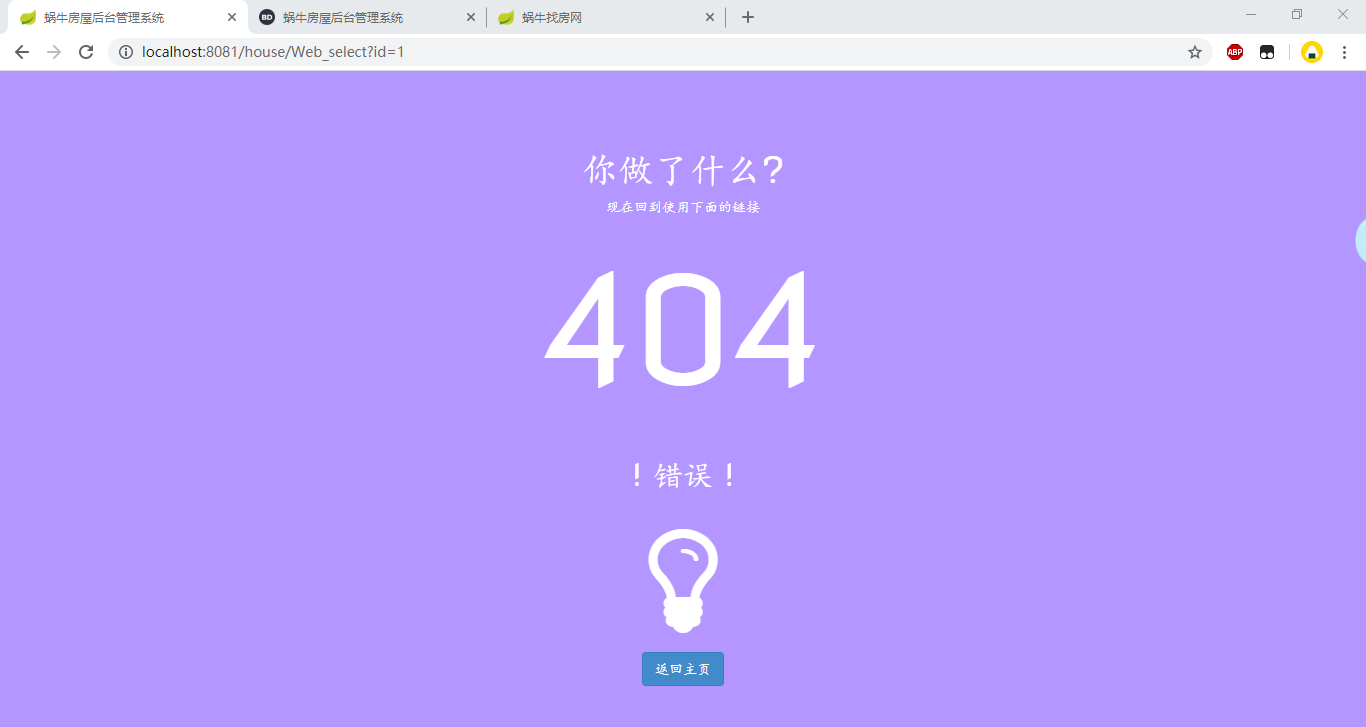 蜗牛房屋后台管理系统
BD 蜗牛房屋后台管理系统
蜗牛找房网
localhost:8081/house/Web_select?id=1
ABP
你做了什么?
现在回到使用下面的链接
404
！错误！
返回主页